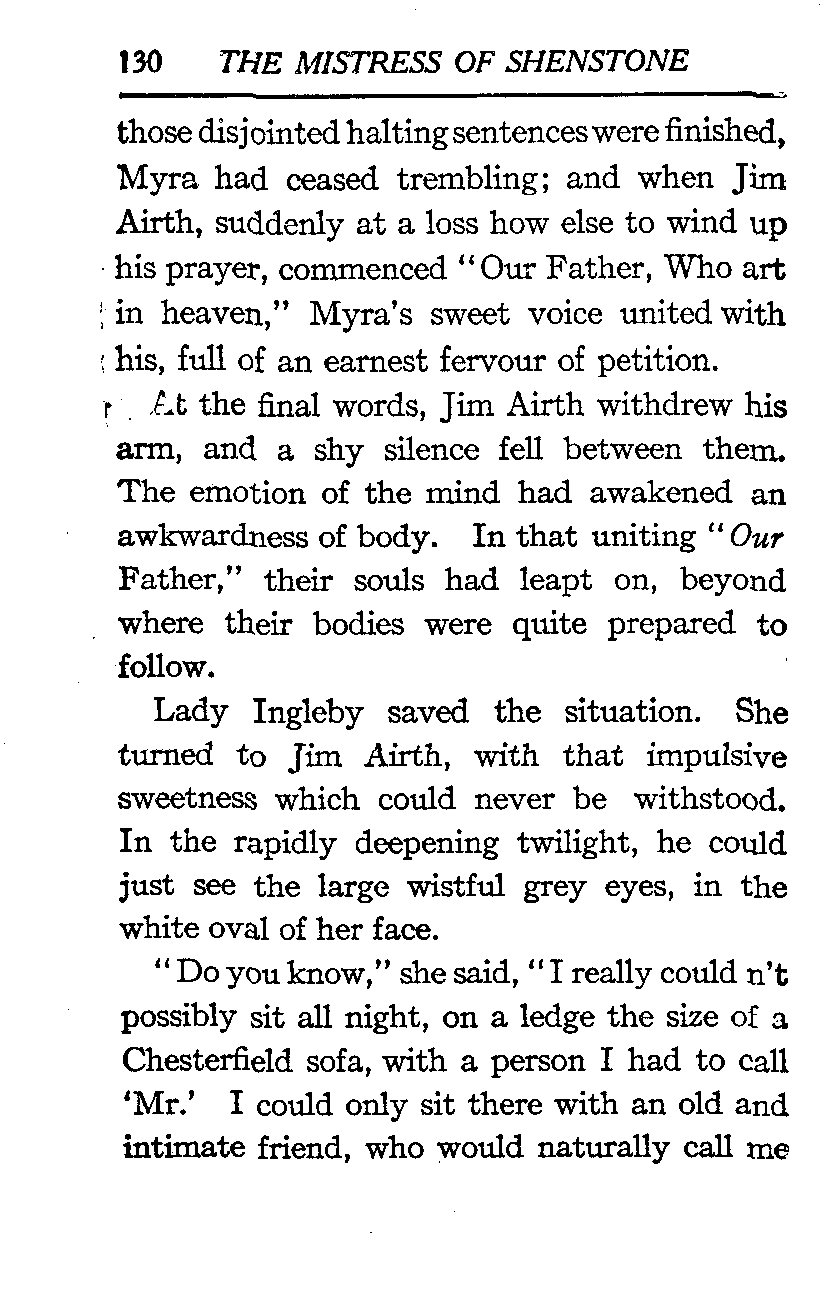 130 THE MISTRESS OF SHENSTONE
those disjointed halting sentences were finished,
Myra had ceased trembling; and when Jim
Airth, suddenly at a loss how else to wind up
his prayer, commenced "Our Father, Who art
in heaven," Myra's sweet voice united with
his, full of an earnest fervour of petition.
At the final words, Jim Airth withdrew his
arm, and a shy silence fell between them.
The emotion of the mind had awakened an
awkwardness of body. In that uniting "Our
Father," their souls had leapt on, beyond
where their bodies were quite prepared to
follow.
Lady Ingleby saved the situation. She
turned to Jim Airth, with that impulsive
sweetness which could never be withstood.
In the rapidly deepening twilight, he could
just see the large wistful grey eyes, in the
white oval of her face.
"Do you know," she said, "I really could n't
possibly sit all night, on a ledge the size of a
Chesterfield sofa, with a person I had to call
'Mr.' I could only sit there with an old and
intimate friend, who would naturally call me